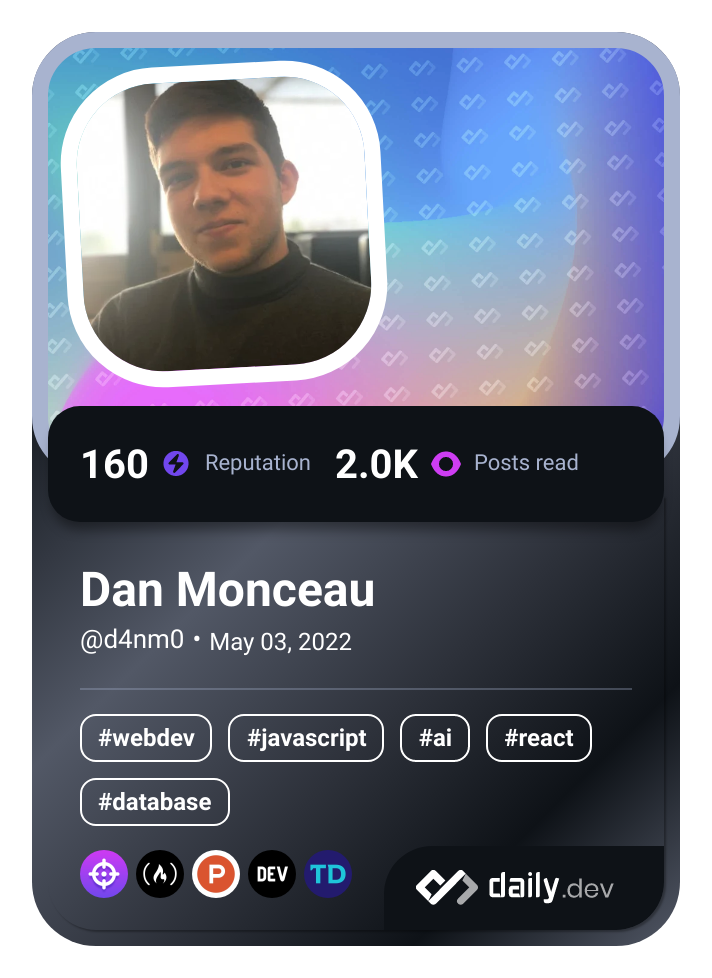 160 Reputation 2.0K Posts read
Dan Monceau
@d4nm0 • May 03, 2022
#webdev #javascript #ai #react
#database
P DEV TD daily.dev